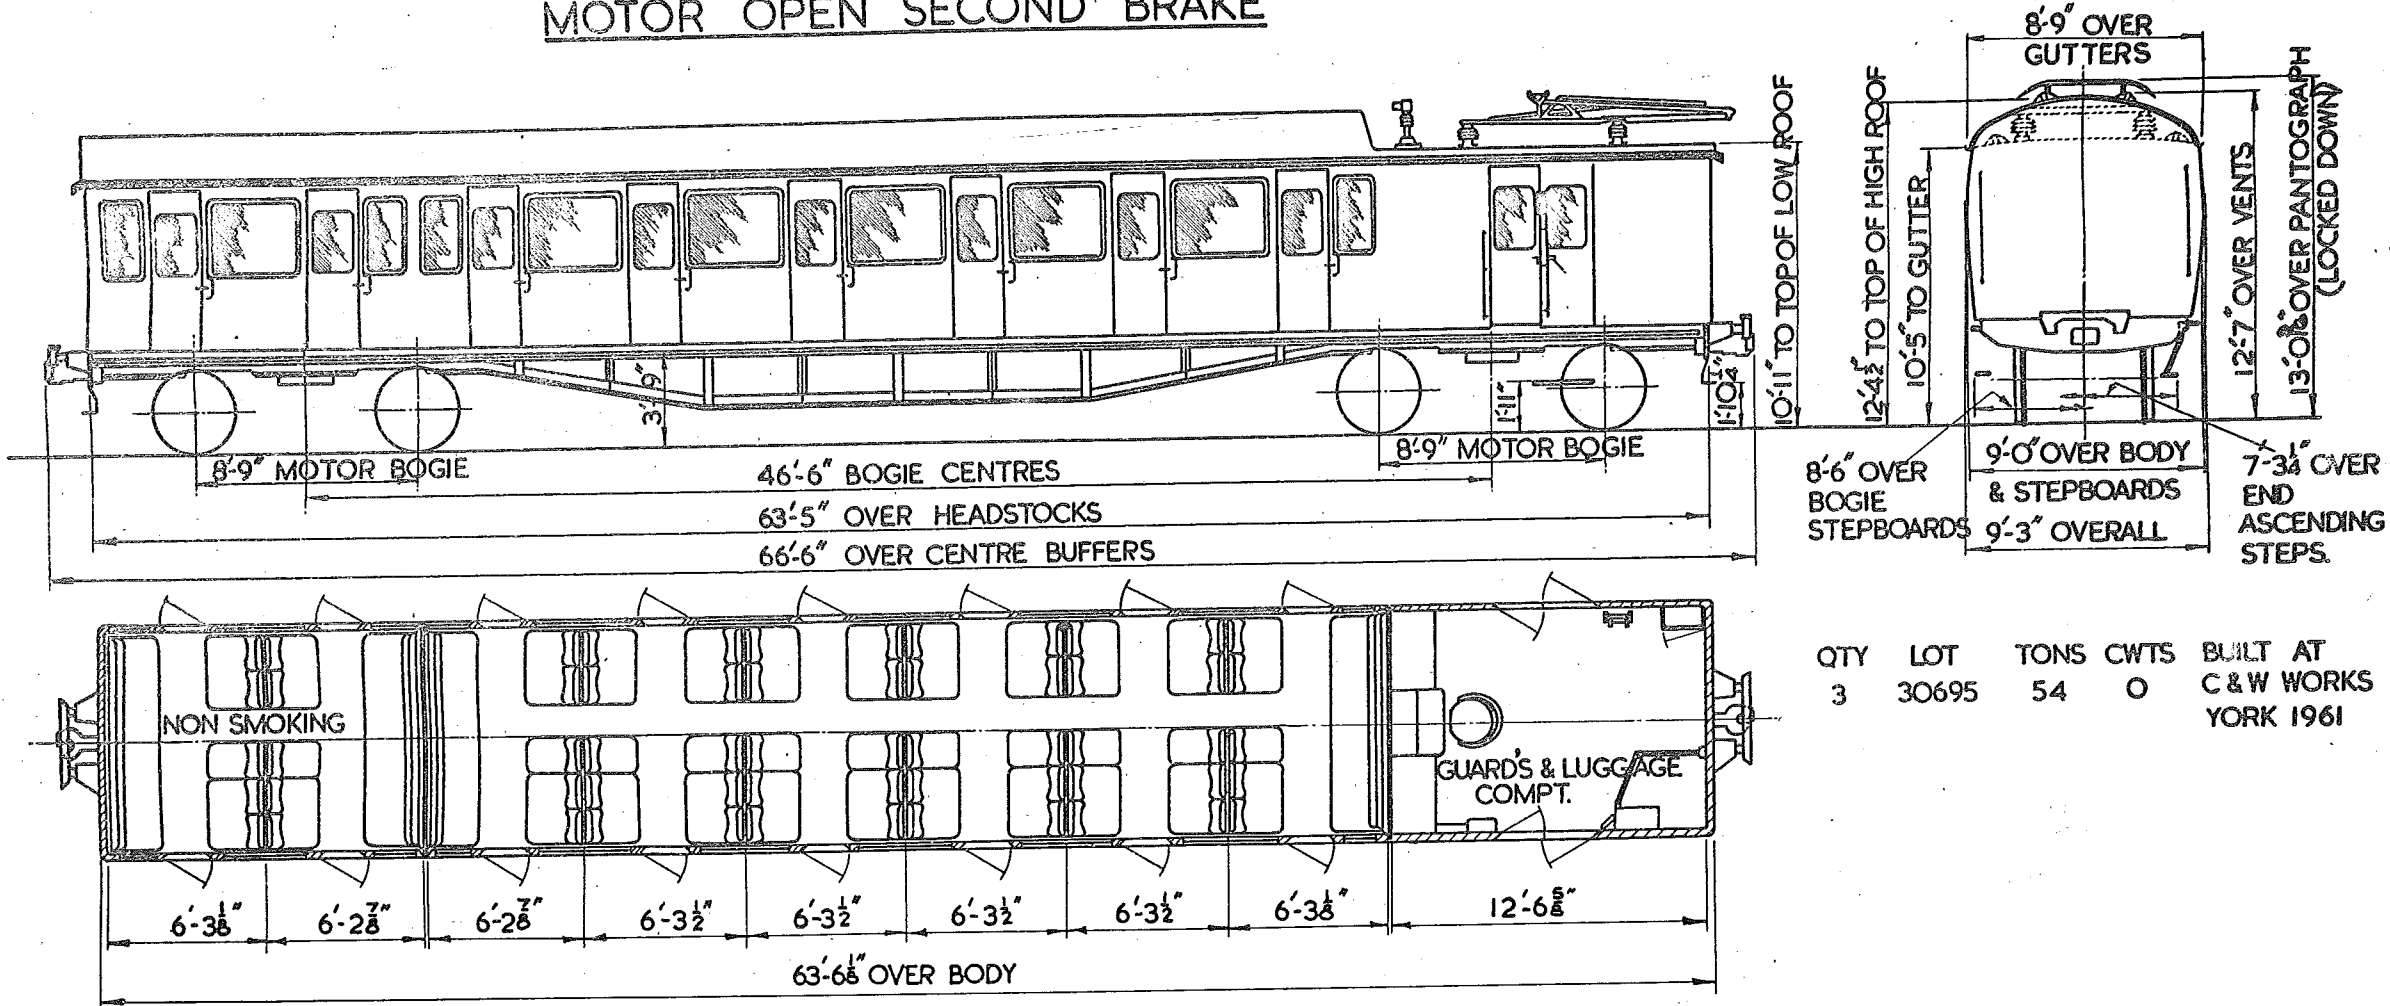 MOTOR OPEN SECOND BRAKE
8'-9" OVER
GUTTERS
10'-11" TO TOP OF LOW ROOF
12'-4½" TO TOP OF HIGH ROOF
10'-5" TO GUTTER
12'-7" OVER VENTS
(LOCKED DOWN)
3'-9"
1'-11"
1'-10¼"
8'-9" MOTOR BOGIE
46'-6" BOGIE CENTRES
8'-9" MOTOR BOGIE
63'-5" OVER HEADSTOCKS
66'-6" OVER CENTRE BUFFERS
8'-6" OVER
BOGIE
STEPBOARDS
9'-0" OVER BODY
& STEPBOARDS
9'-3" OVERALL
7'-3¼" OVER
END
ASCENDING
STEPS.
NON SMOKING
GUARD'S & LUGGAGE
COMPT.
QTY LOT TONS CWTS BUILT AT
3 30695 54 0 C & W WORKS
YORK 1961
6'-3⅛" 6'-2⅞" 6'-2⅞" 6'-3½" 6'-3½" 6'-3½" 6'-3½" 6'-3⅛" 12'-6⅝"
63'-6⅛" OVER BODY